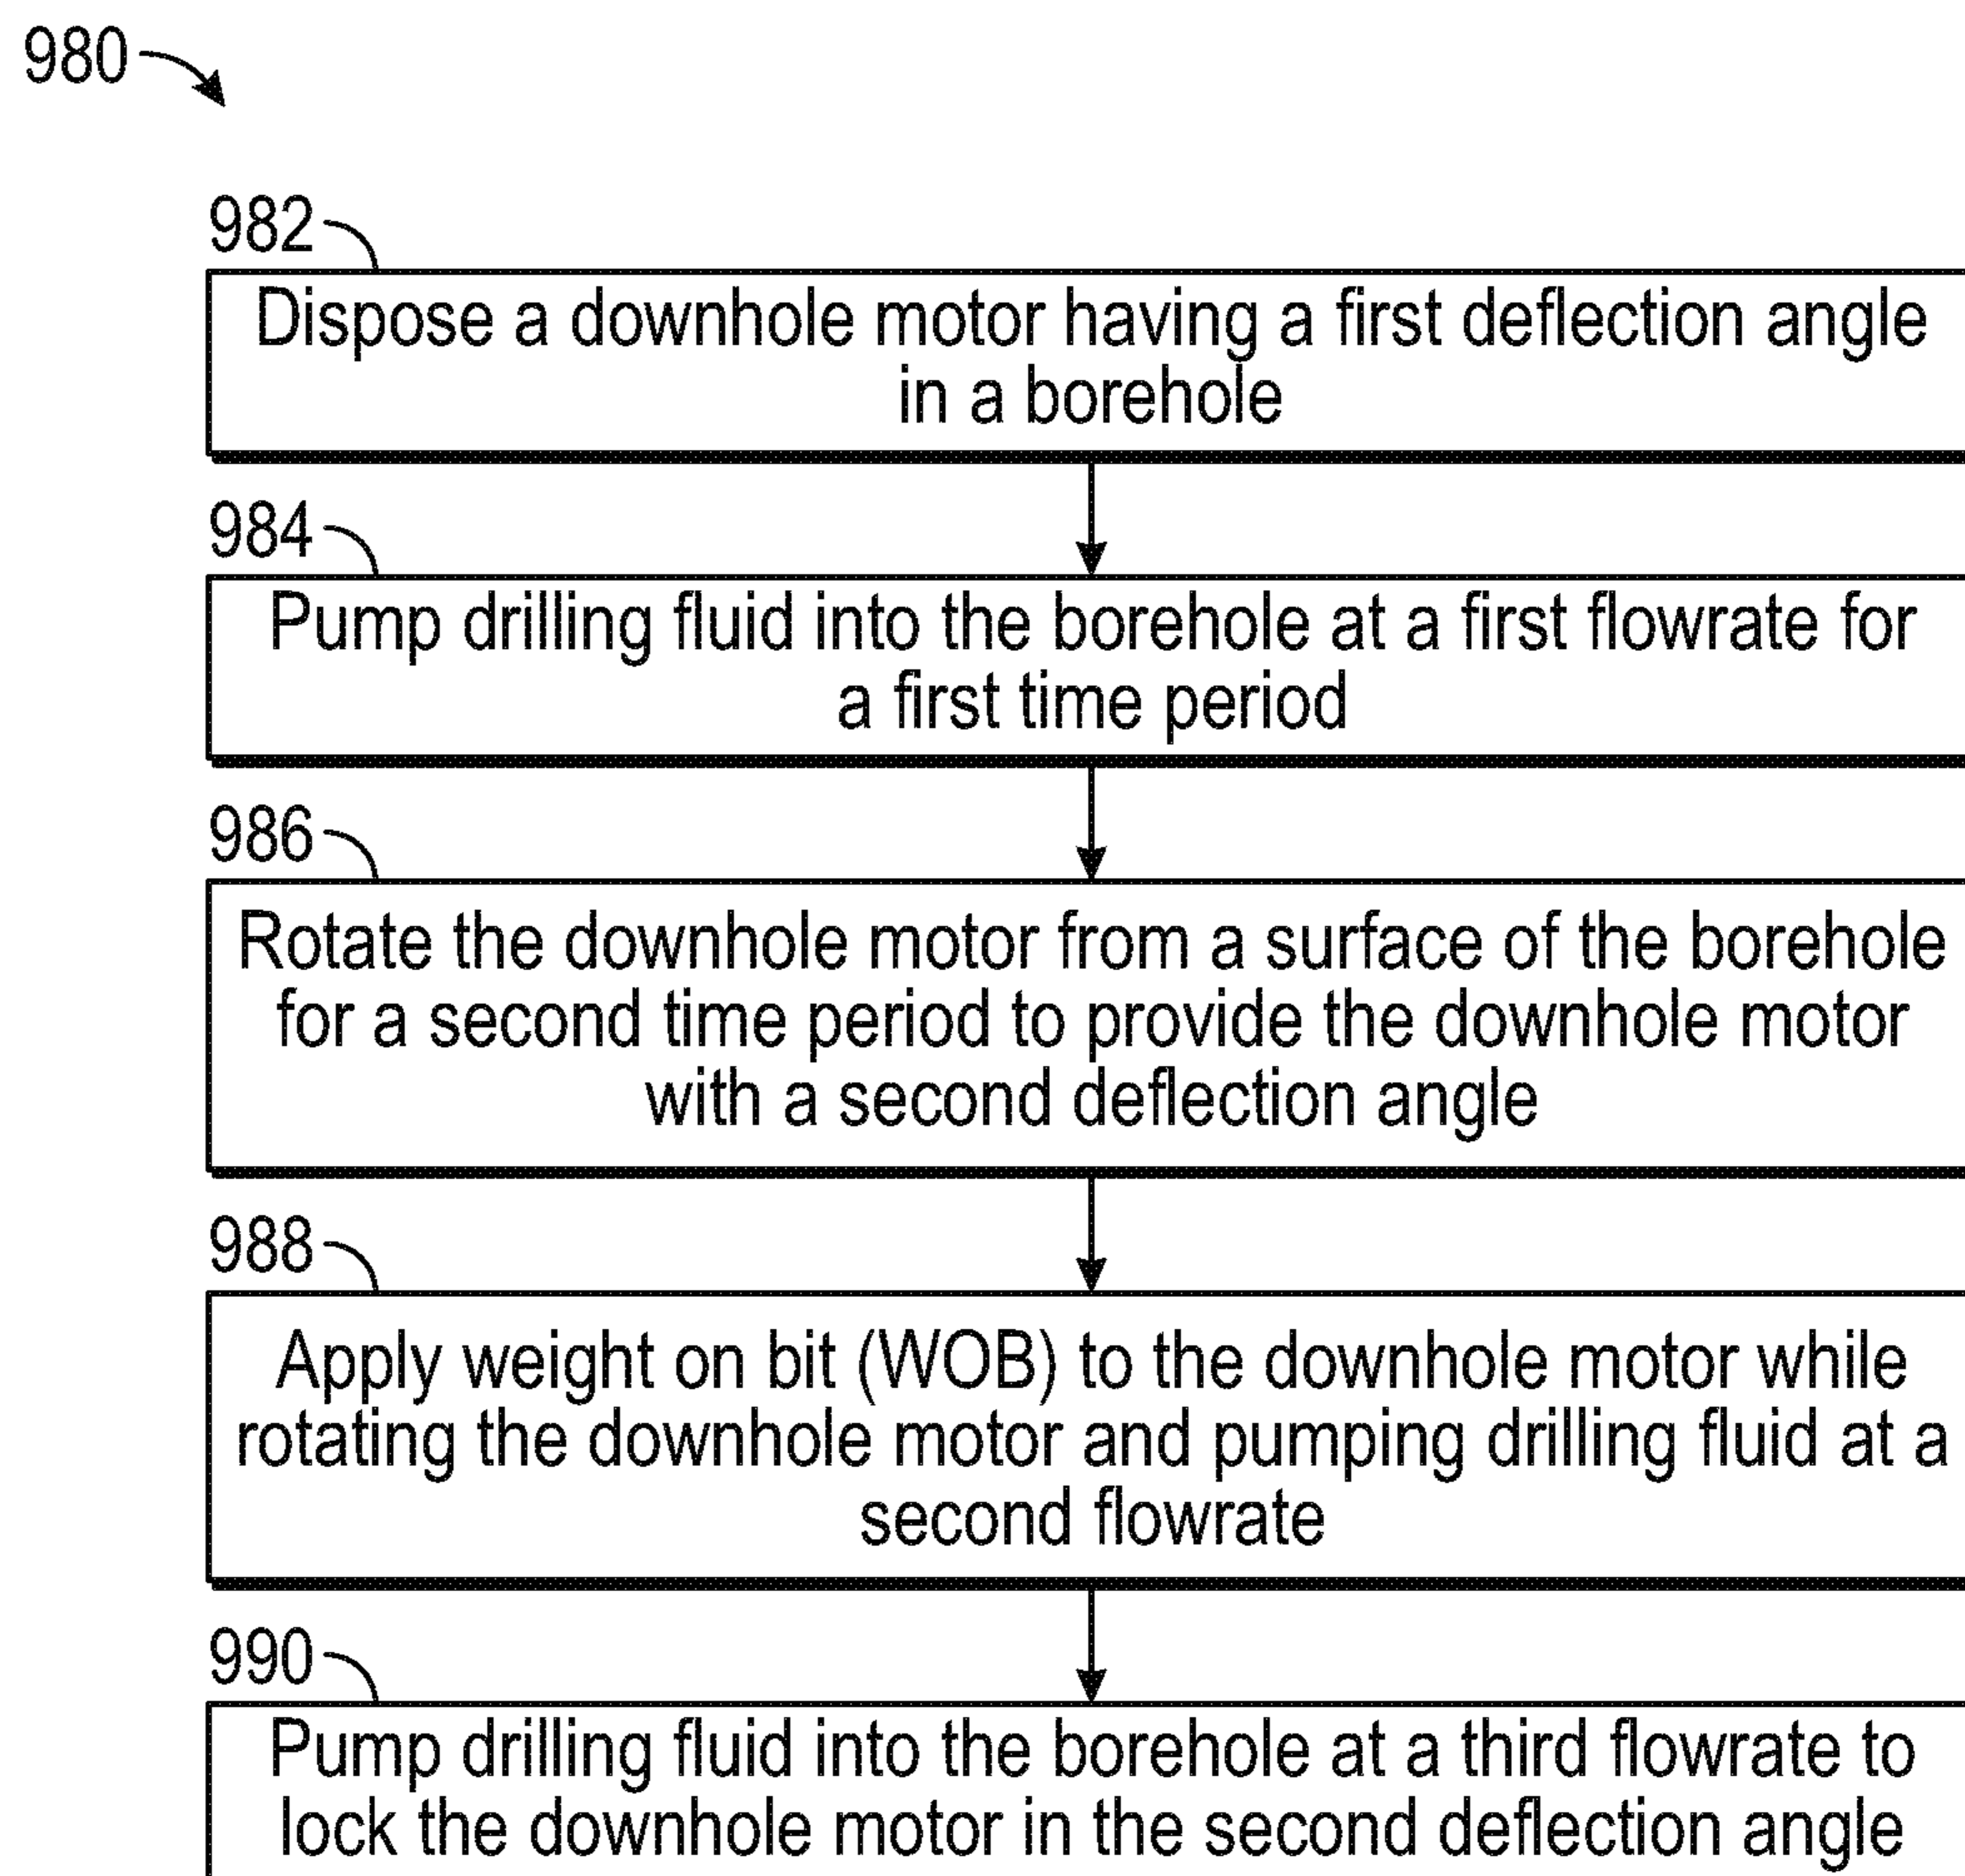 980
982
Dispose a downhole motor having a first deflection angle
in a borehole
984
Pump drilling fluid into the borehole at a first flowrate for
a first time period
986
Rotate the downhole motor from a surface of the borehole
for a second time period to provide the downhole motor
with a second deflection angle
988
Apply weight on bit (WOB) to the downhole motor while
rotating the downhole motor and pumping drilling fluid at a
second flowrate
990
Pump drilling fluid into the borehole at a third flowrate to
lock the downhole motor in the second deflection angle